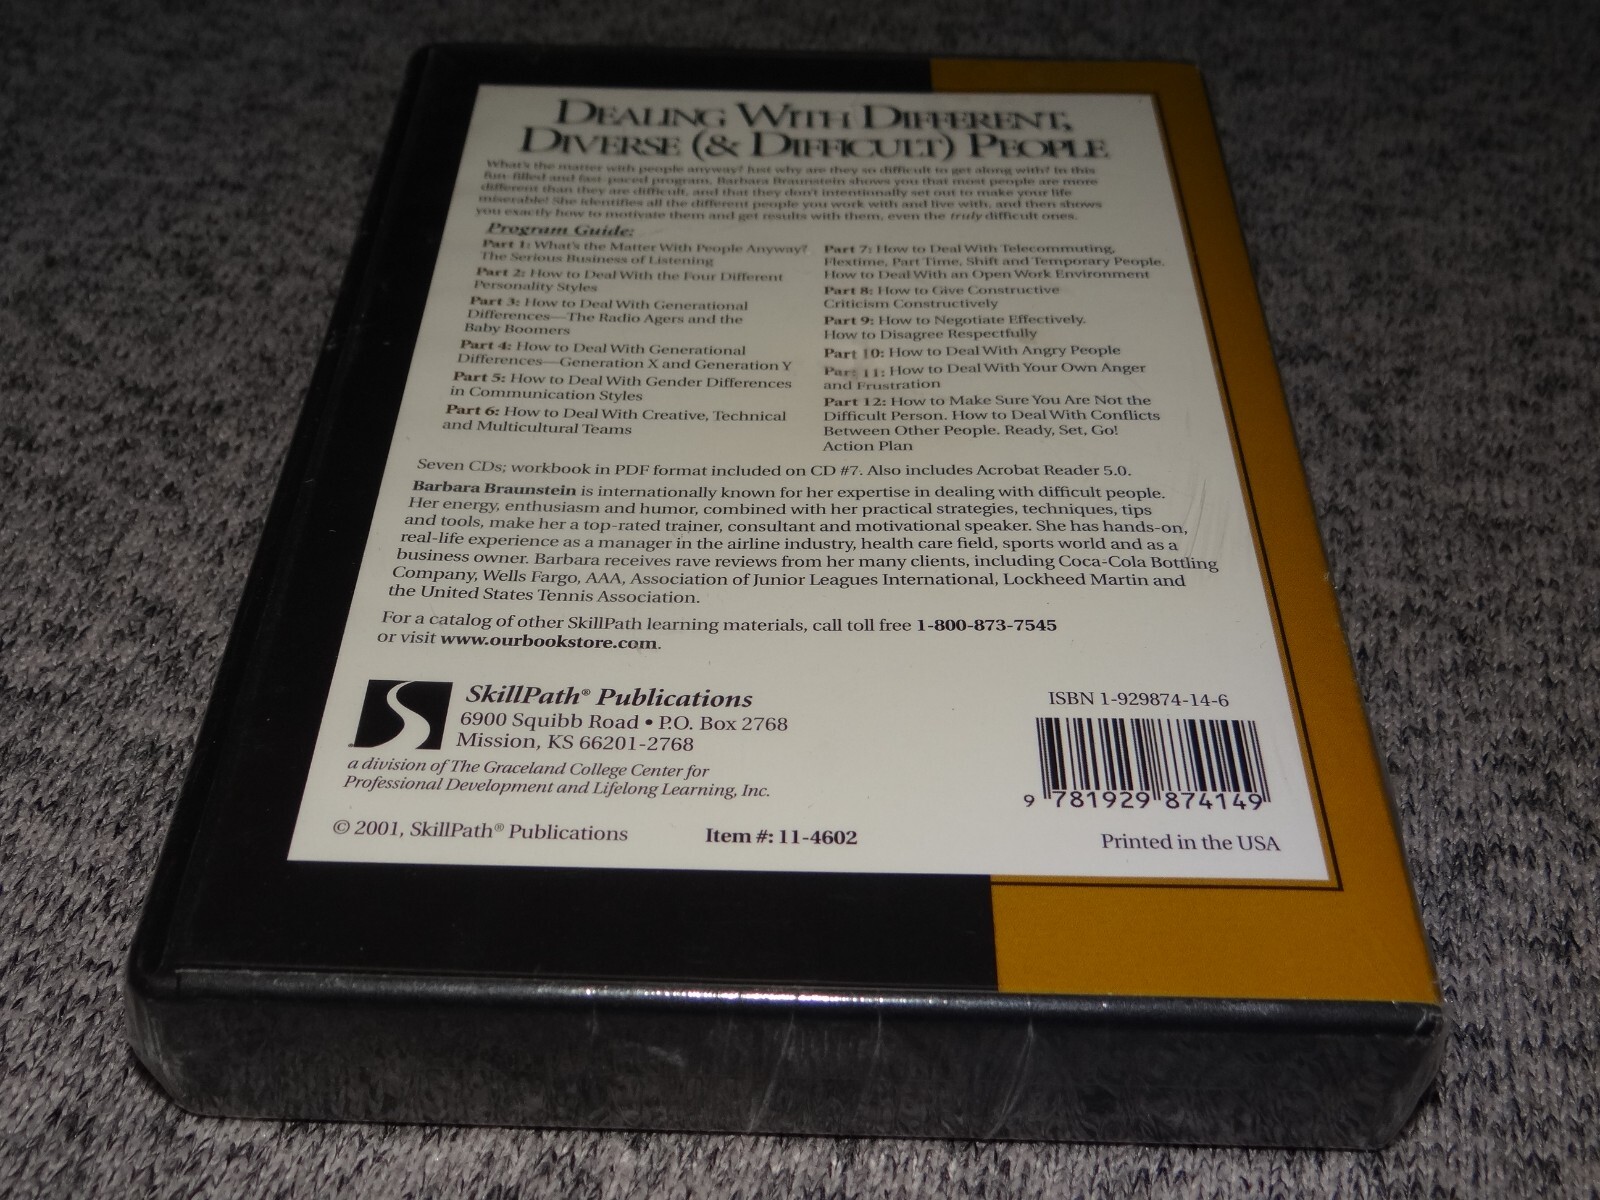 DEALING WITH DIFFERENT,
DIVERSE (& DIFFICULT) PEOPLE
What's the matter with people anyway? Just why are they so difficult to get along with? In this
fun-filled and fast-paced program, Barbara Braunstein shows you that most people are more
different than they are difficult, and that they don't intentionally set out to make your life
miserable! She identifies all the different people you work with and live with, and then shows
you exactly how to motivate them and get results with them, even the truly difficult ones.
Program Guide:
Part 1: What's the Matter With People Anyway?
The Serious Business of Listening
Part 2: How to Deal With the Four Different
Personality Styles
Part 3: How to Deal With Generational
Differences—The Radio Agers and the
Baby Boomers
Part 4: How to Deal With Generational
Differences—Generation X and Generation Y
Part 5: How to Deal With Gender Differences
in Communication Styles
Part 6: How to Deal With Creative, Technical
and Multicultural Teams
Part 7: How to Deal With Telecommuting,
Flextime, Part Time, Shift and Temporary People.
How to Deal With an Open Work Environment
Part 8: How to Give Constructive
Criticism Constructively
Part 9: How to Negotiate Effectively.
How to Disagree Respectfully
Part 10: How to Deal With Angry People
Part 11: How to Deal With Your Own Anger
and Frustration
Part 12: How to Make Sure You Are Not the
Difficult Person. How to Deal With Conflicts
Between Other People. Ready, Set, Go!
Action Plan
Seven CDs; workbook in PDF format included on CD #7. Also includes Acrobat Reader 5.0.
Barbara Braunstein is internationally known for her expertise in dealing with difficult people.
Her energy, enthusiasm and humor, combined with her practical strategies, techniques, tips
and tools, make her a top-rated trainer, consultant and motivational speaker. She has hands-on,
real-life experience as a manager in the airline industry, health care field, sports world and as a
business owner. Barbara receives rave reviews from her many clients, including Coca-Cola Bottling
Company, Wells Fargo, AAA, Association of Junior Leagues International, Lockheed Martin and
the United States Tennis Association.
For a catalog of other SkillPath learning materials, call toll free 1-800-873-7545
or visit www.ourbookstore.com.
SkillPath® Publications
6900 Squibb Road • P.O. Box 2768
Mission, KS 66201-2768
a division of The Graceland College Center for
Professional Development and Lifelong Learning, Inc.
ISBN 1-929874-14-6
9 781929 874149
© 2001, SkillPath® Publications
Item #: 11-4602
Printed in the USA